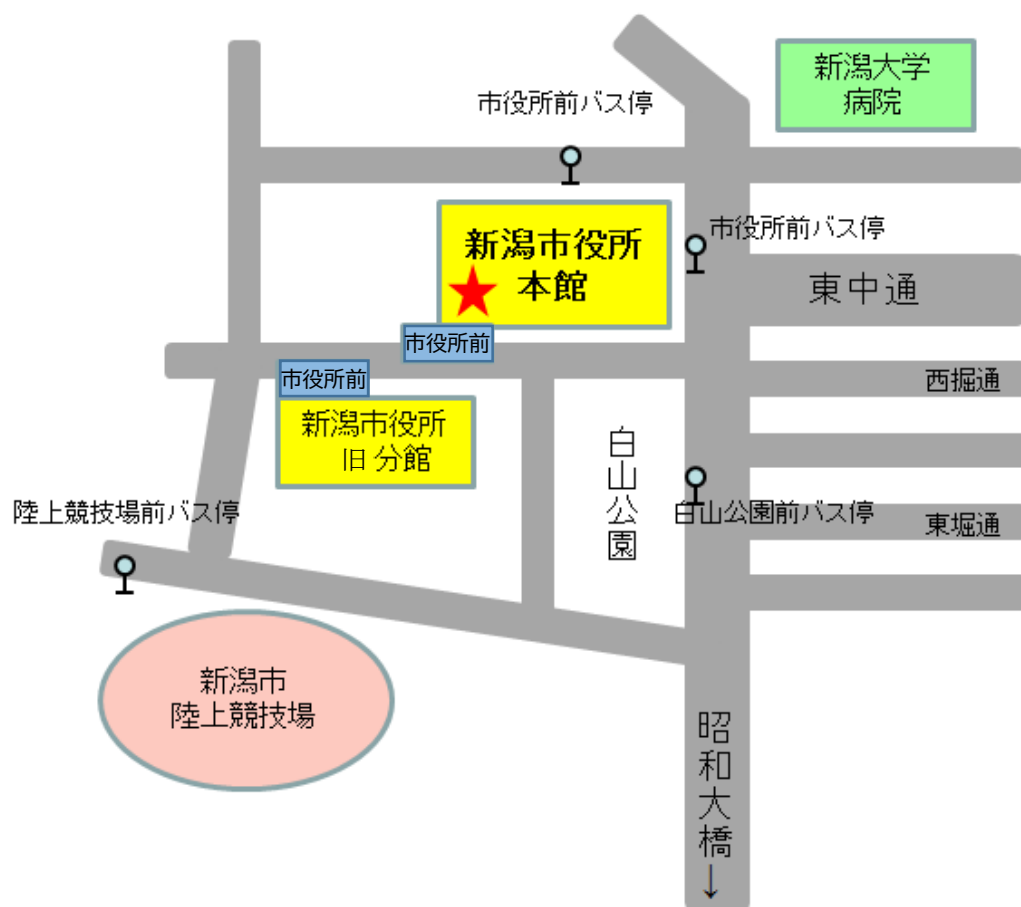 新潟大学
病院
市役所前バス停
新潟市役所
本館
市役所前バス停
東中通
市役所前
市役所前
西掘通
新潟市役所
旧 分館
白山公園
陸上競技場前バス停
白山公園前バス停
東堀通
新潟市
陸上競技場
昭和大橋
↓